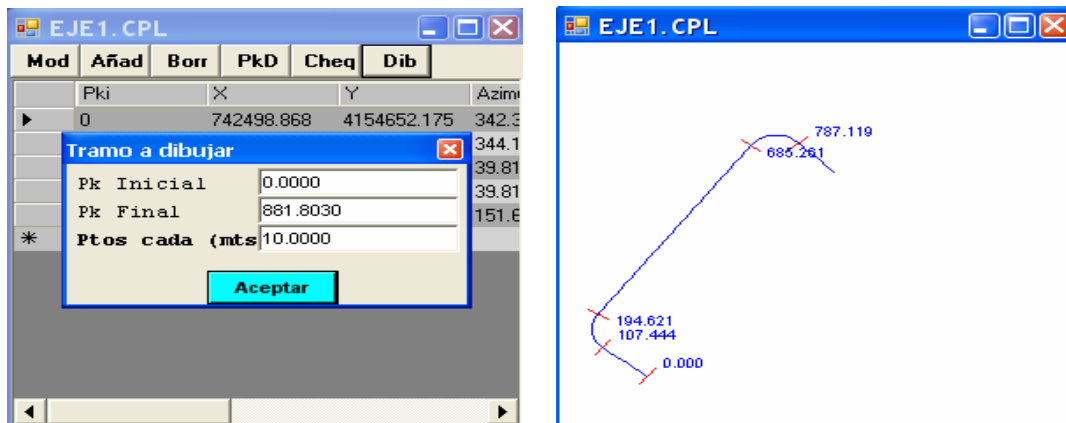 EJE1.CPL
Mod Añad Borr PkD Cheq Dib
Pki X Y Azim
0 742498.868 4154652.175 342.3
344.1
Tramo a dibujar
39.81
Pk Inicial 0.0000
39.81
Pk Final 881.8030
151.6
Ptos cada (mts 10.0000
Aceptar
EJE1.CPL
787.119
685.261
194.621
107.444
0.000